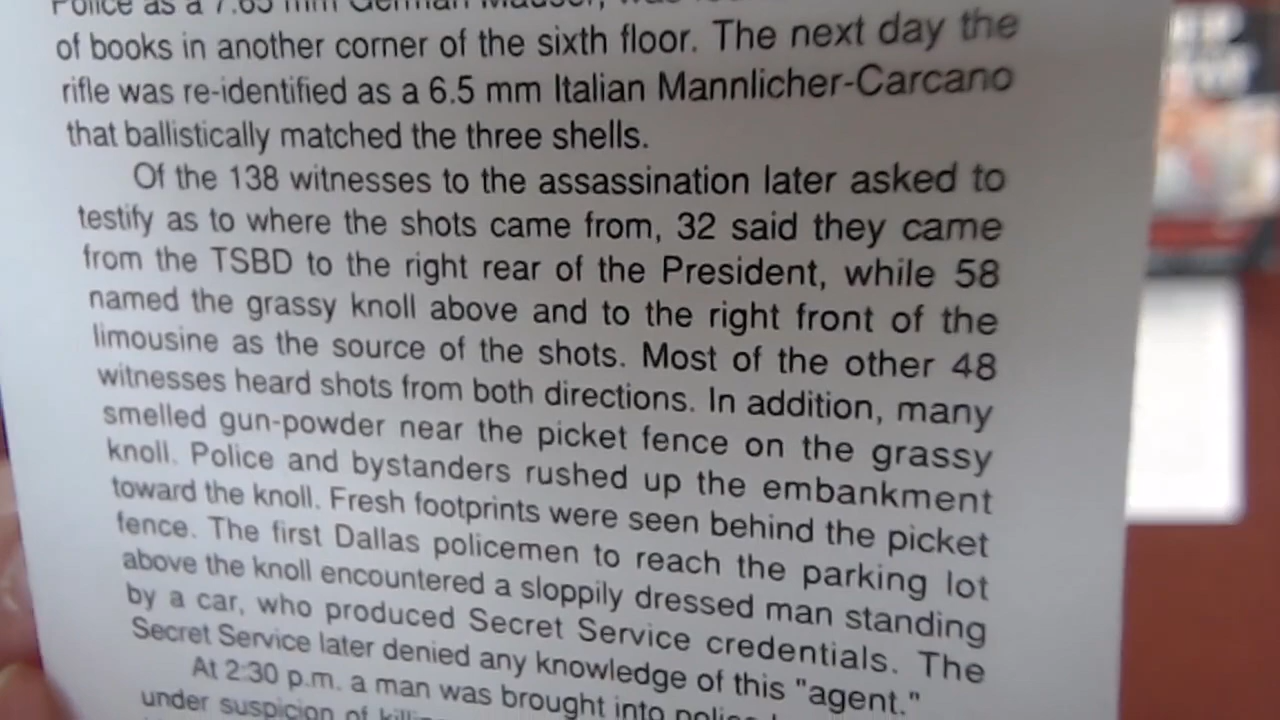 Police as a 7.65 mm German Mauser, was
of books in another corner of the sixth floor. The next day the
rifle was re-identified as a 6.5 mm Italian Mannlicher-Carcano
that ballistically matched the three shells.
Of the 138 witnesses to the assassination later asked to
testify as to where the shots came from, 32 said they came
from the TSBD to the right rear of the President, while 58
named the grassy knoll above and to the right front of the
limousine as the source of the shots. Most of the other 48
witnesses heard shots from both directions. In addition, many
smelled gun-powder near the picket fence on the grassy
knoll. Police and bystanders rushed up the embankment
toward the knoll. Fresh footprints were seen behind the picket
fence. The first Dallas policemen to reach the parking lot
above the knoll encountered a sloppily dressed man standing
by a car, who produced Secret Service credentials. The
Secret Service later denied any knowledge of this "agent."
At 2:30 p.m. a man was brought into
under suspicion of